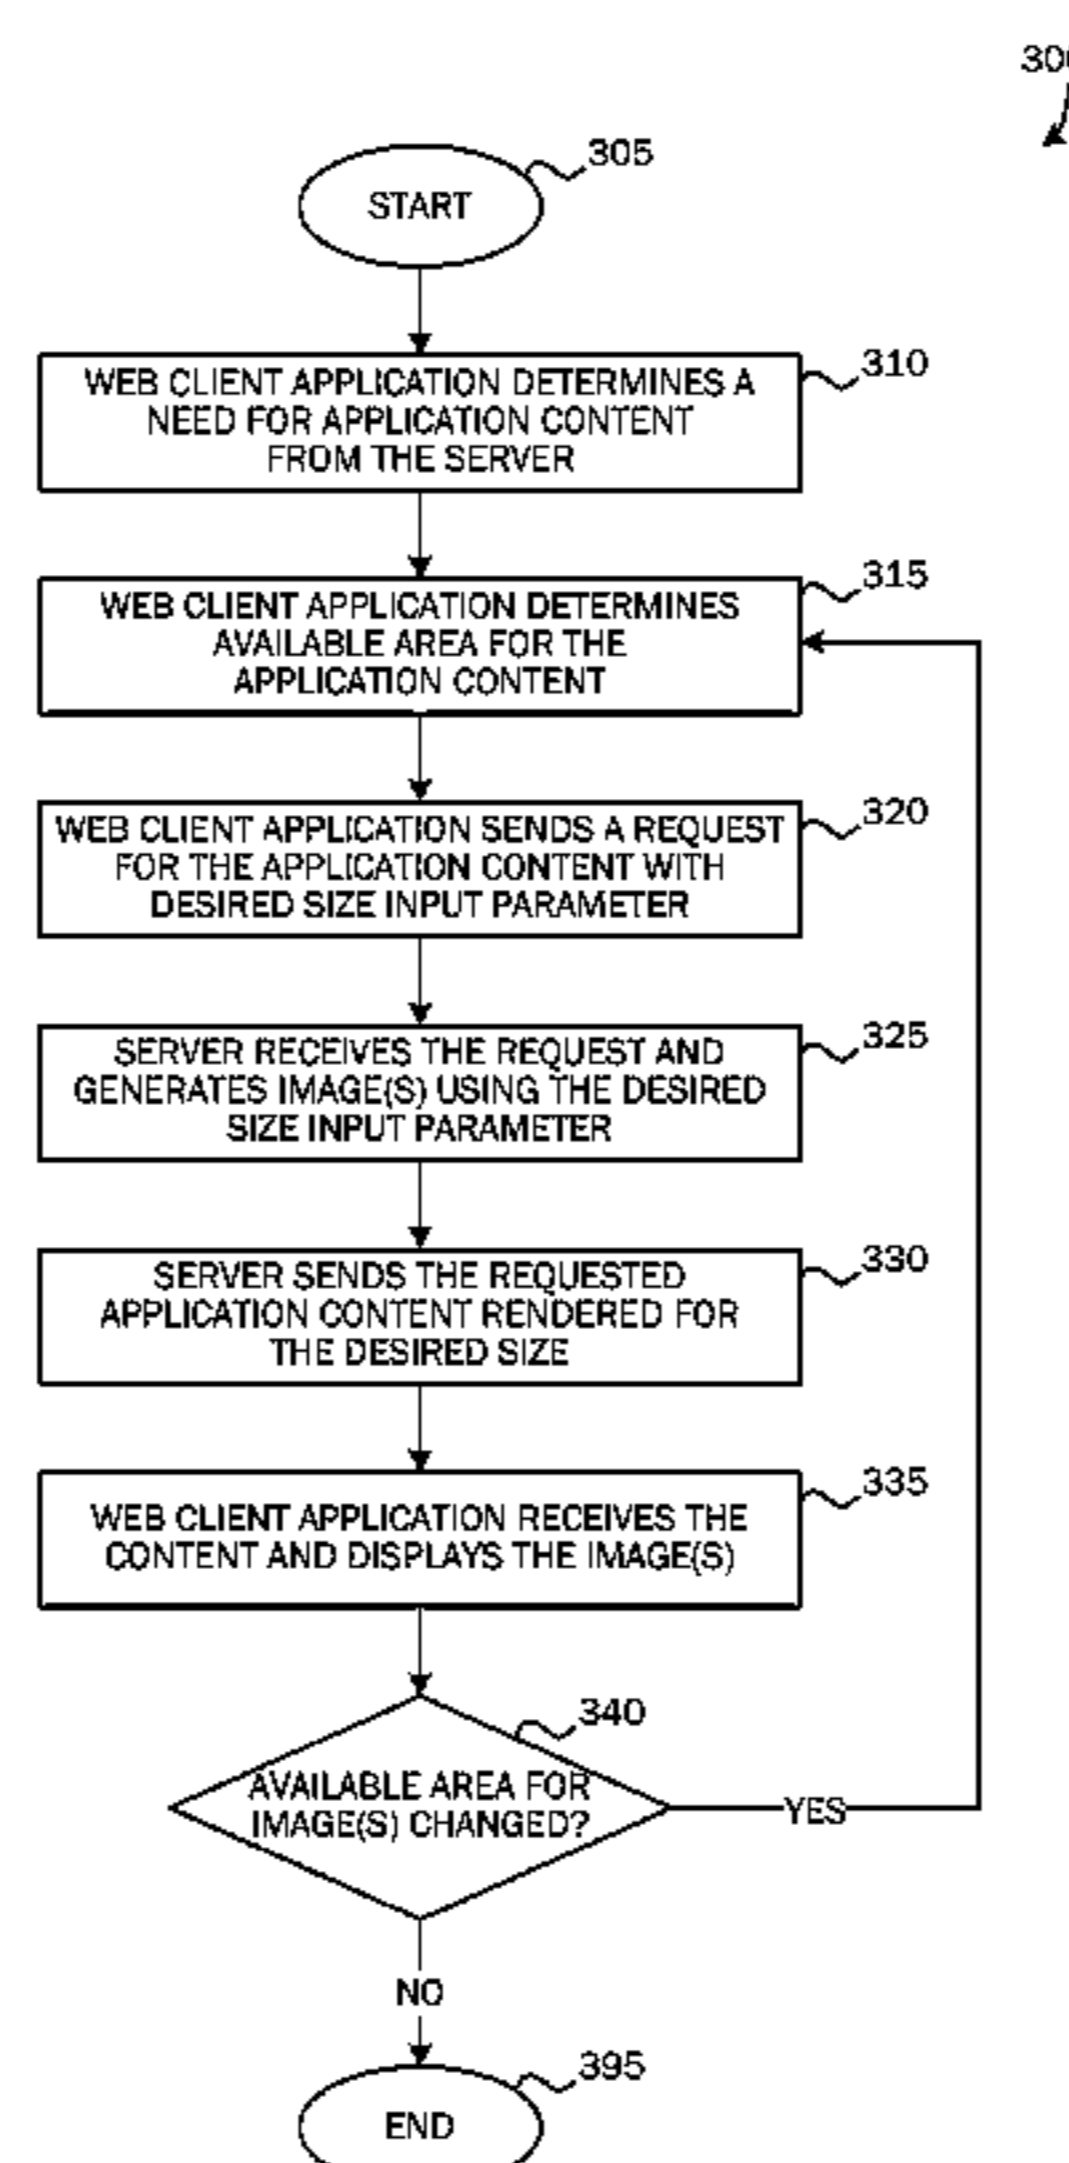 305
START
310
WEB CLIENT APPLICATION DETERMINES A
NEED FOR APPLICATION CONTENT
FROM THE SERVER
315
WEB CLIENT APPLICATION DETERMINES
AVAILABLE AREA FOR THE
APPLICATION CONTENT
320
WEB CLIENT APPLICATION SENDS A REQUEST
FOR THE APPLICATION CONTENT WITH
DESIRED SIZE INPUT PARAMETER
325
SERVER RECEIVES THE REQUEST AND
GENERATES IMAGE(S) USING THE DESIRED
SIZE INPUT PARAMETER
330
SERVER SENDS THE REQUESTED
APPLICATION CONTENT RENDERED FOR
THE DESIRED SIZE
335
WEB CLIENT APPLICATION RECEIVES THE
CONTENT AND DISPLAYS THE IMAGE(S)
340
AVAILABLE AREA FOR
IMAGE(S) CHANGED?
YES
NO
395
END